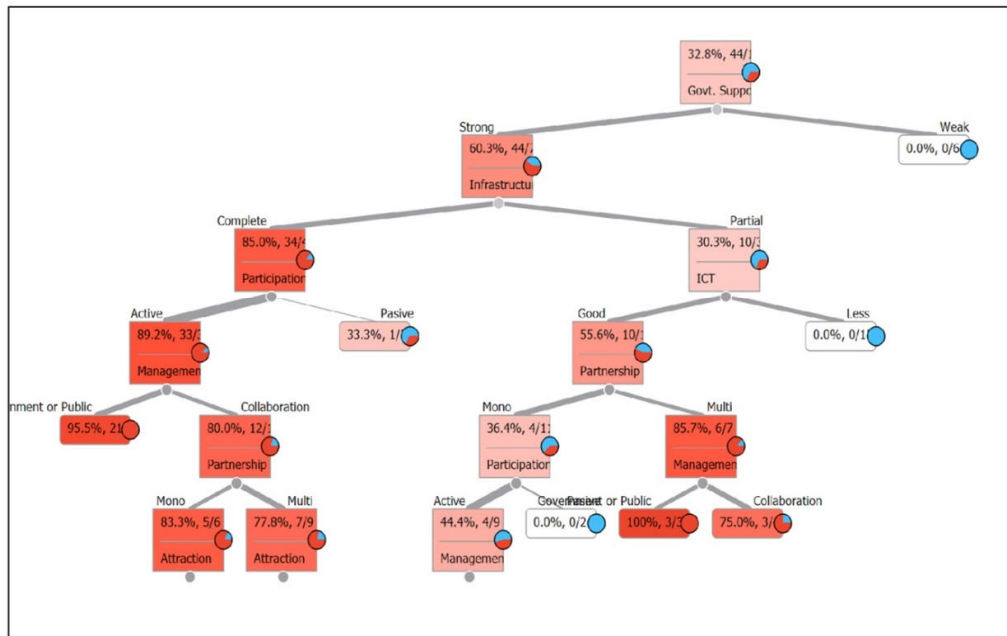 32.8%, 44/1
Govt. Suppo
Strong
Weak
60.3%, 44/7
0.0%, 0/6
Infrastructu
Complete
Partial
85.0%, 34/4
30.3%, 10/3
Participation
ICT
Active
Pasive
Good
Less
89.2%, 33/3
33.3%, 1/
55.6%, 10/1
0.0%, 0/1
Managemen
Partnership
nment or Public
Collaboration
Mono
Multi
95.5%, 21
80.0%, 12/1
36.4%, 4/11
85.7%, 6/7
Partnership
Participation
Managemen
Mono
Multi
Active
Pasive
or Public
Collaboration
83.3%, 5/6
77.8%, 7/9
44.4%, 4/9
0.0%, 0/2
100%, 3/3
75.0%, 3/
Attraction
Attraction
Managemen